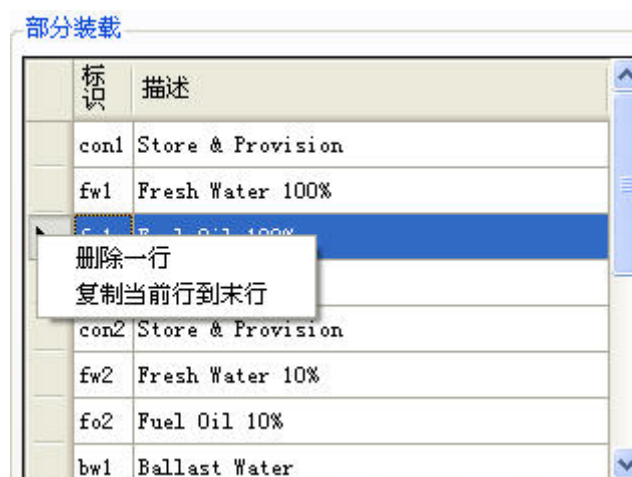 部分装载
标识 描述
con1 Store & Provision
fw1 Fresh Water 100%
删除一行
复制当前行到末行
con2 Store & Provision
fw2 Fresh Water 10%
fo2 Fuel Oil 10%
bw1 Ballast Water